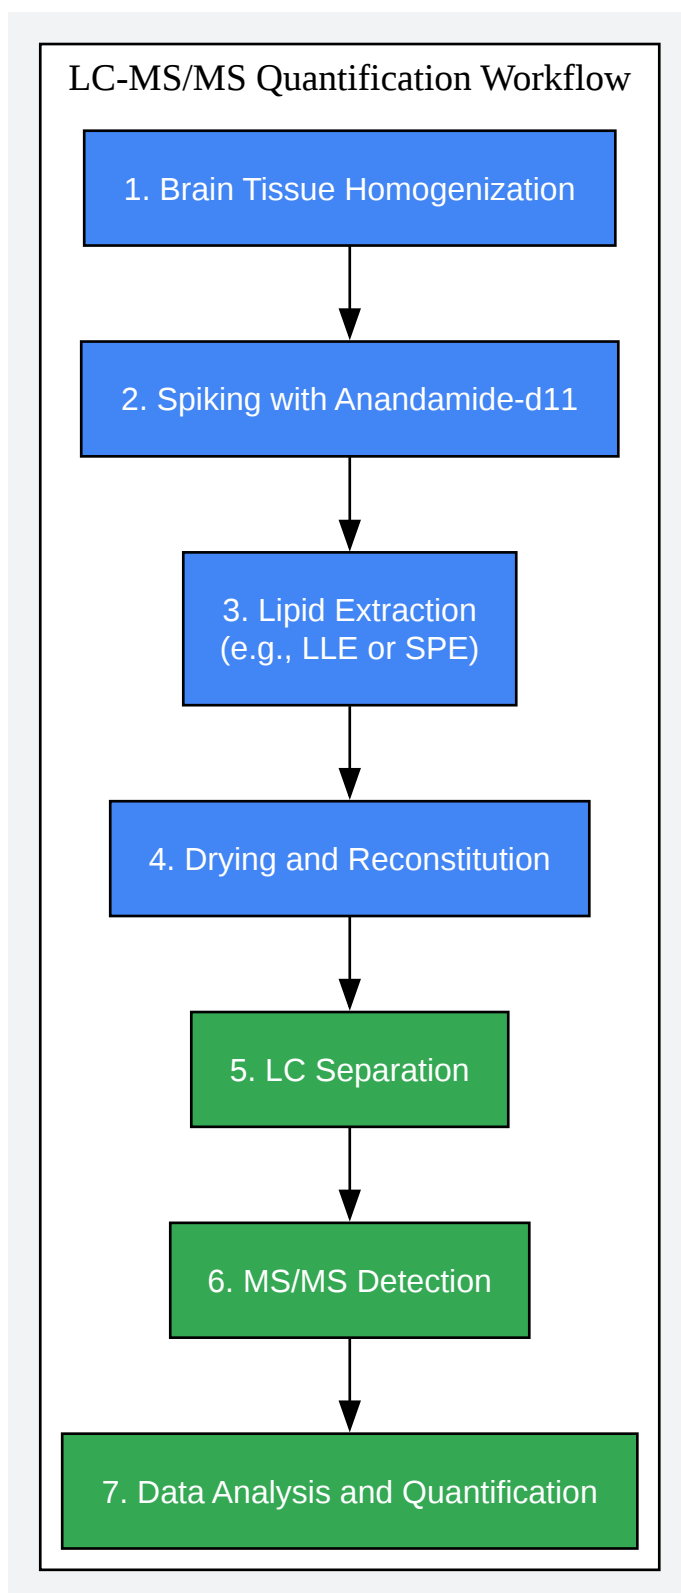 LC-MS/MS Quantification Workflow
1. Brain Tissue Homogenization
2. Spiking with Anandamide-d11
3. Lipid Extraction
(e.g., LLE or SPE)
4. Drying and Reconstitution
5. LC Separation
6. MS/MS Detection
7. Data Analysis and Quantification